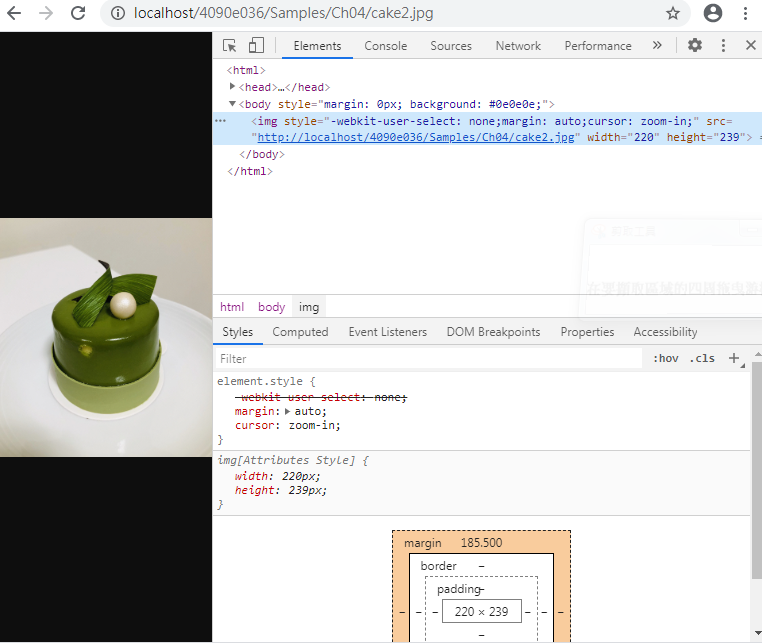 localhost/4090e036/Samples/Ch04/cake2.jpg
Elements Console Sources Network Performance »
<html>
<head>…</head>
<body style="margin: 0px; background: #0e0e0e;">
… <img style="-webkit-user-select: none;margin: auto;cursor: zoom-in;" src=
"http://localhost/4090e036/Samples/Ch04/cake2.jpg" width="220" height="239"> =
</body>
</html>
html body img
Styles Computed Event Listeners DOM Breakpoints Properties Accessibility
Filter :hov .cls +
element.style {
-webkit-user-select: none;
margin: auto;
cursor: zoom-in;
}
img[Attributes Style] {
width: 220px;
height: 239px;
}
margin 185.500
border –
padding –
– – – 220 × 239 – – –
–